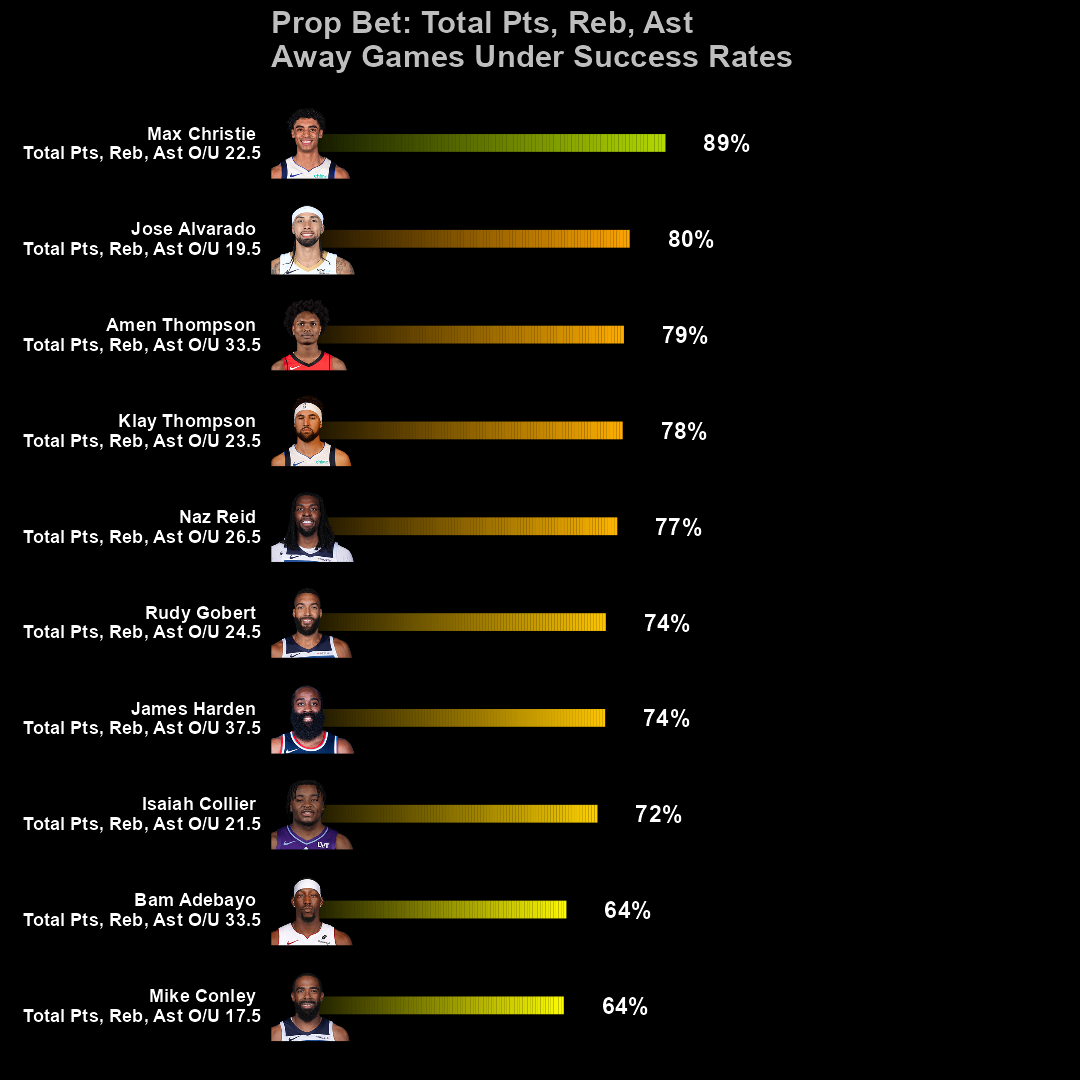 Prop Bet: Total Pts, Reb, Ast
Away Games Under Success Rates
Max Christie
Total Pts, Reb, Ast O/U 22.5
89%
Jose Alvarado
Total Pts, Reb, Ast O/U 19.5
80%
Amen Thompson
Total Pts, Reb, Ast O/U 33.5
79%
Klay Thompson
Total Pts, Reb, Ast O/U 23.5
78%
Naz Reid
Total Pts, Reb, Ast O/U 26.5
77%
Rudy Gobert
Total Pts, Reb, Ast O/U 24.5
74%
James Harden
Total Pts, Reb, Ast O/U 37.5
74%
Isaiah Collier
Total Pts, Reb, Ast O/U 21.5
72%
Bam Adebayo
Total Pts, Reb, Ast O/U 33.5
64%
Mike Conley
Total Pts, Reb, Ast O/U 17.5
64%